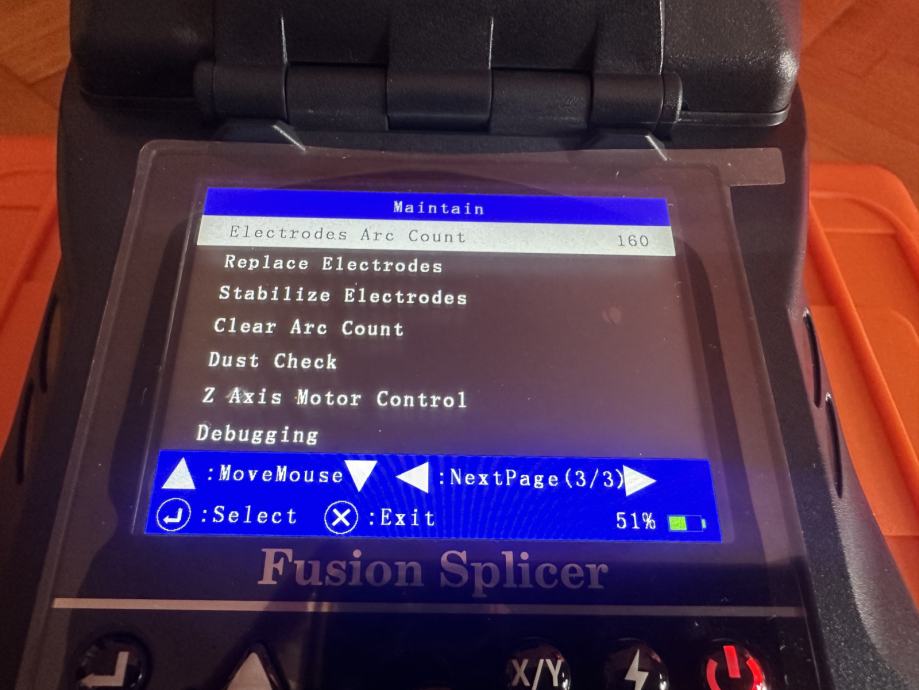 Maintain
Electrodes Arc Count 160
Replace Electrodes
Stabilize Electrodes
Clear Arc Count
Dust Check
Z Axis Motor Control
Debugging
:MoveMouse :NextPage(3/3)
:Select :Exit 51%
Fusion Splicer
X/Y